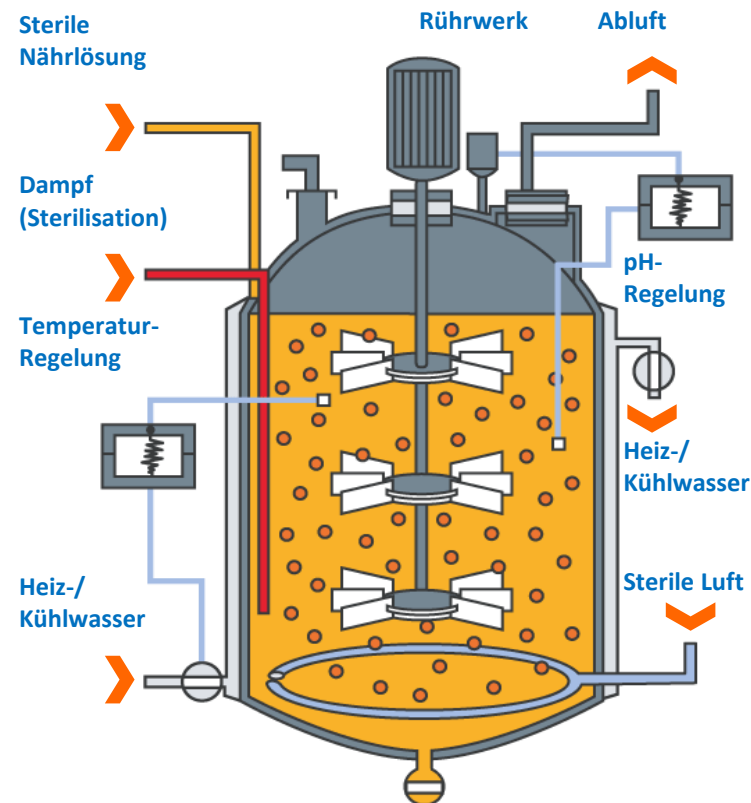 Sterile
Nährlösung
Rührwerk
Abluft
Dampf
(Sterilisation)
pH-
Regelung
Temperatur-
Regelung
Heiz-/
Kühlwasser
Heiz-/
Kühlwasser
Sterile Luft